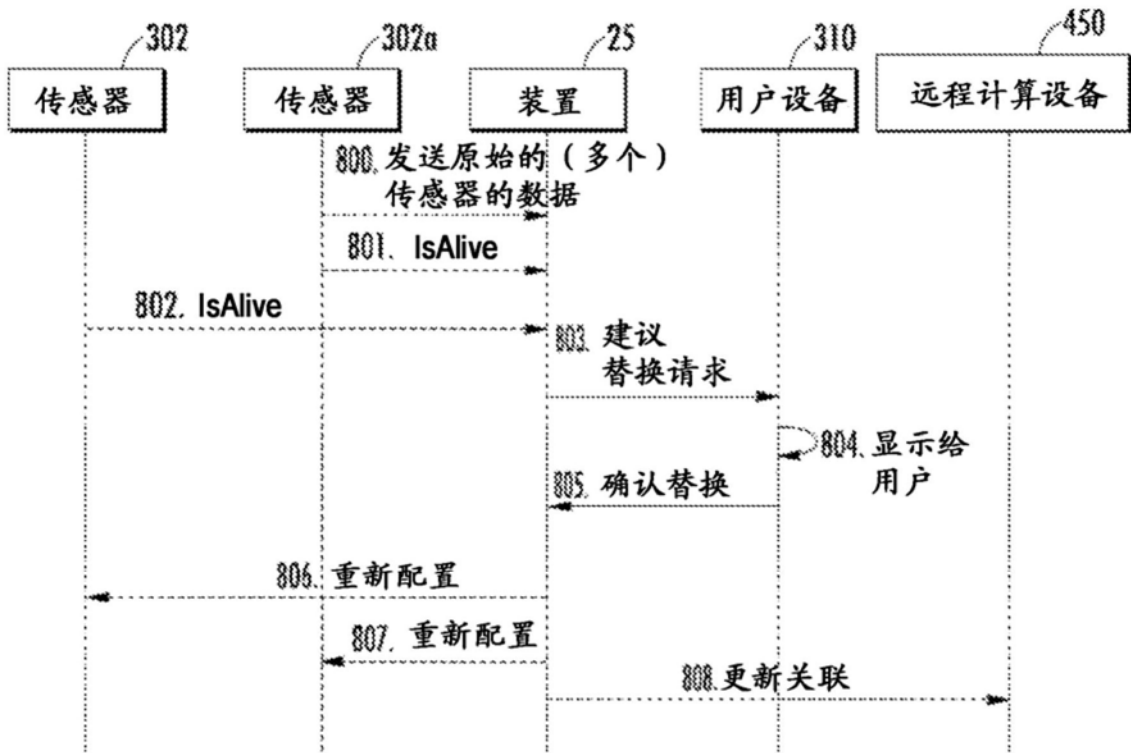 302
302a
25
310
450
传感器
传感器
装置
用户设备
远程计算设备
800. 发送原始的（多个）
传感器的数据
801、IsAlive
802. IsAlive
803. 建议
替换请求
804、显示给
用户
805. 确认替换
806. 重新配置
807. 重新配置
808. 更新关联